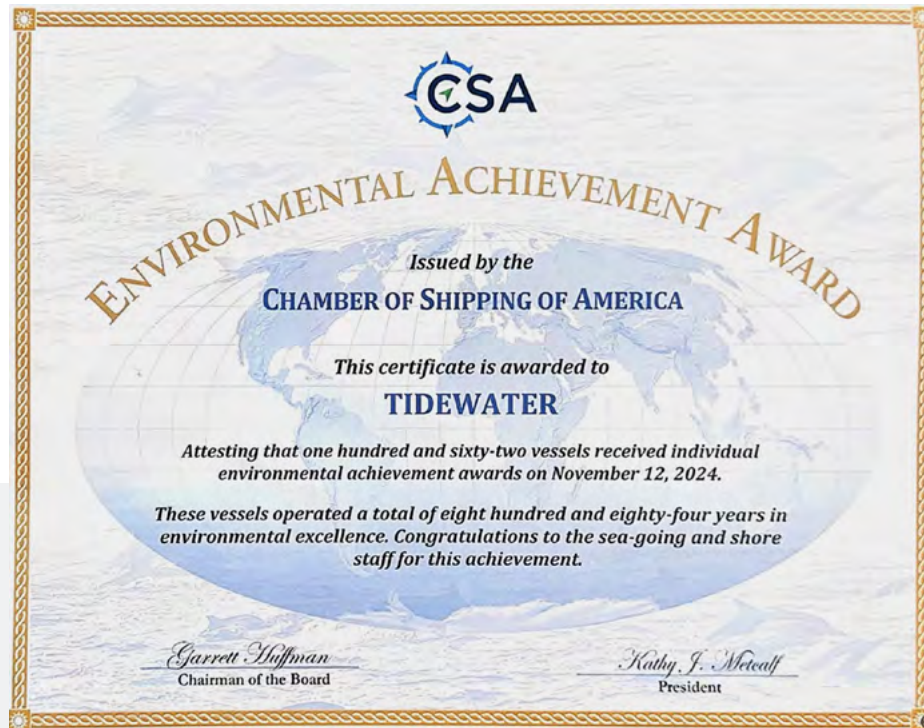 CSA
ENVIRONMENTAL ACHIEVEMENT AWARD
Issued by the
CHAMBER OF SHIPPING OF AMERICA
This certificate is awarded to
TIDEWATER
Attesting that one hundred and sixty-two vessels received individual
environmental achievement awards on November 12, 2024.
These vessels operated a total of eight hundred and eighty-four years in
environmental excellence. Congratulations to the sea-going and shore
staff for this achievement.
Garrett Huffman
Chairman of the Board
Kathy J. Metcalf
President